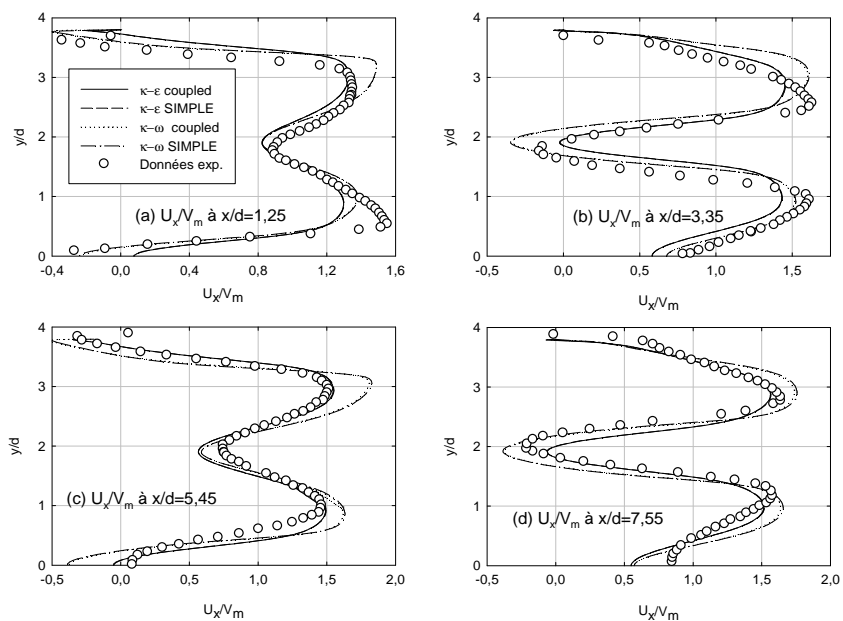 4
3
2
1
0
y/d
κ−ε coupled
κ−ε SIMPLE
κ−ω coupled
κ−ω SIMPLE
Données exp.
(a) Ux/Vm à x/d=1,25
-0,4 0,0 0,4 0,8 1,2 1,6
Ux/Vm
4
3
2
1
0
y/d
(b) Ux/Vm à x/d=3,35
-0,5 0,0 0,5 1,0 1,5
Ux/Vm
4
3
2
1
0
y/d
(c) Ux/Vm à x/d=5,45
-0,5 0,0 0,5 1,0 1,5 2,0
Ux/Vm
4
3
2
1
0
y/d
(d) Ux/Vm à x/d=7,55
-0,5 0,0 0,5 1,0 1,5 2,0
Ux/Vm